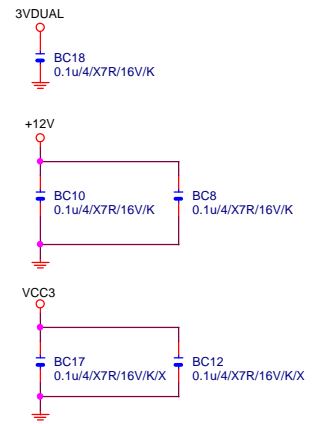 3VDUAL
BC18
0.1u/4/X7R/16V/K
+12V
BC10
0.1u/4/X7R/16V/K
BC8
0.1u/4/X7R/16V/K
VCC3
BC17
0.1u/4/X7R/16V/K/X
BC12
0.1u/4/X7R/16V/K/X